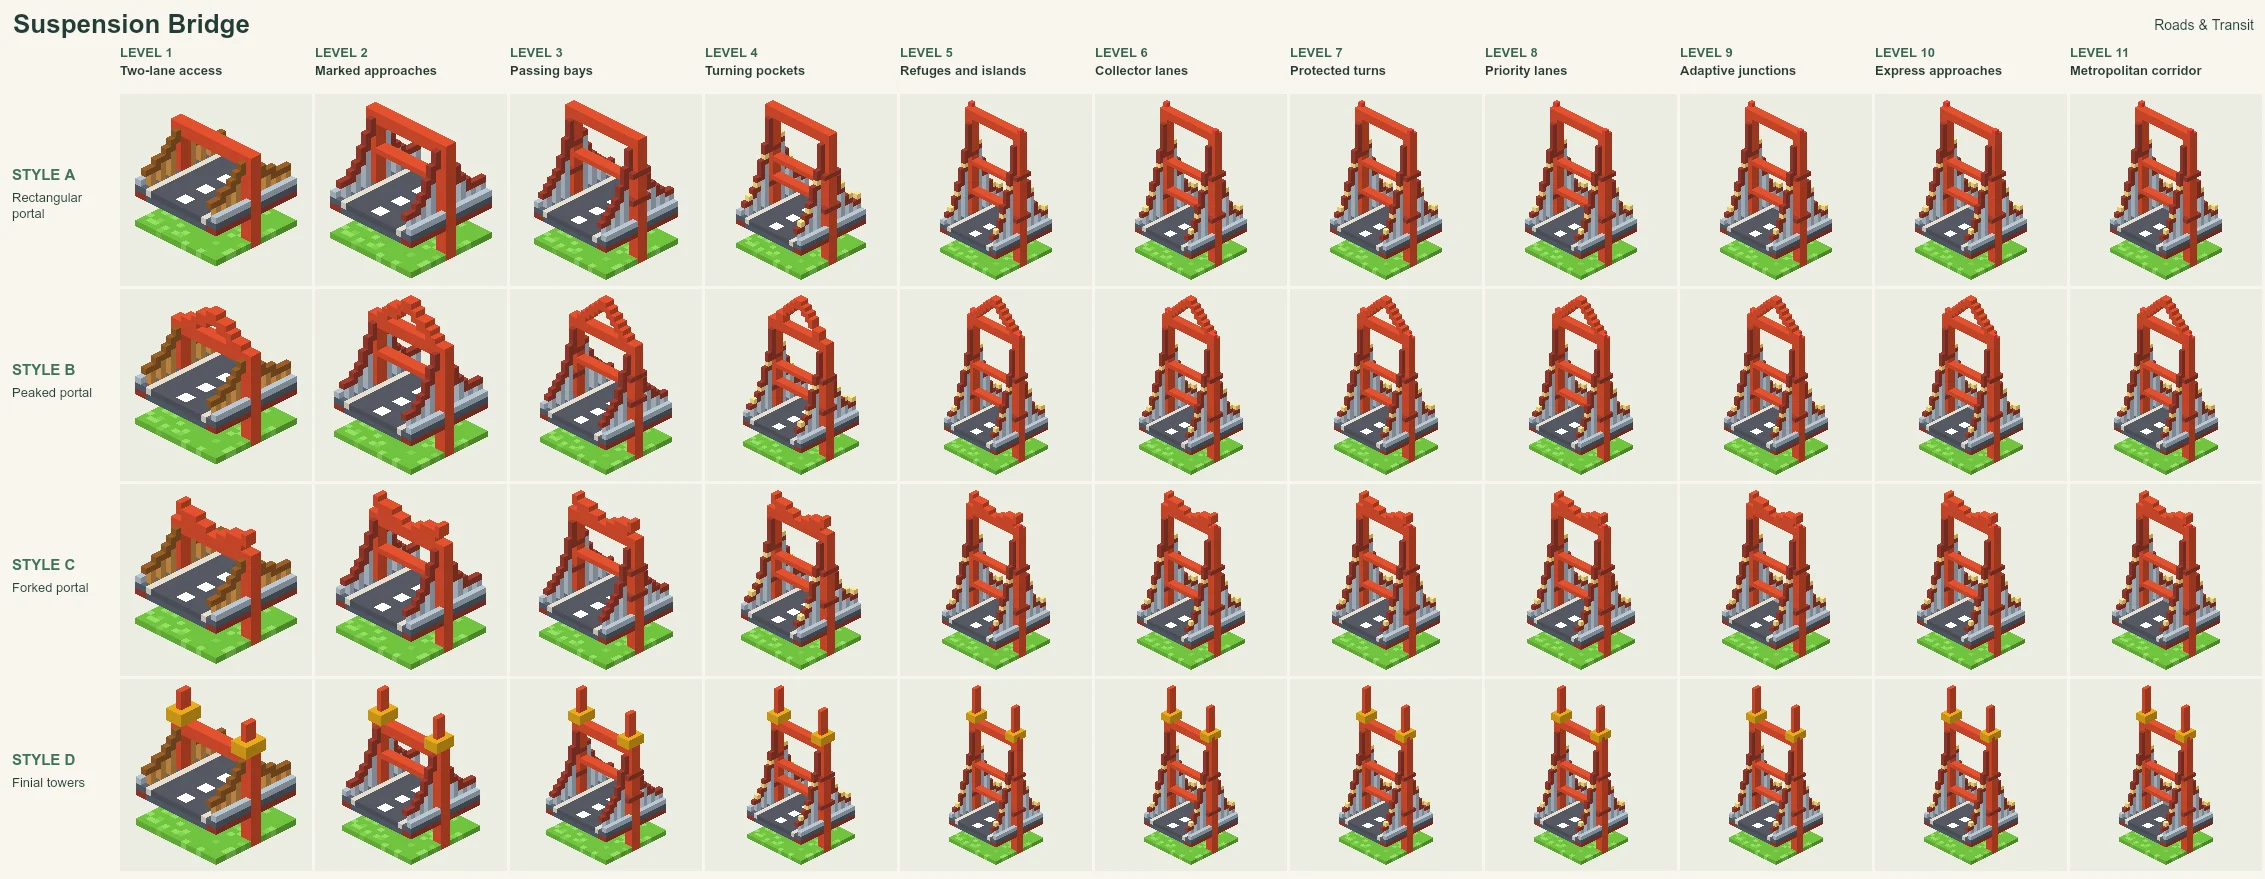 Suspension Bridge
Roads & Transit
LEVEL 1
Two-lane access
LEVEL 2
Marked approaches
LEVEL 3
Passing bays
LEVEL 4
Turning pockets
LEVEL 5
Refuges and islands
LEVEL 6
Collector lanes
LEVEL 7
Protected turns
LEVEL 8
Priority lanes
LEVEL 9
Adaptive junctions
LEVEL 10
Express approaches
LEVEL 11
Metropolitan corridor
STYLE A
Rectangular
portal
STYLE B
Peaked portal
STYLE C
Forked portal
STYLE D
Finial towers